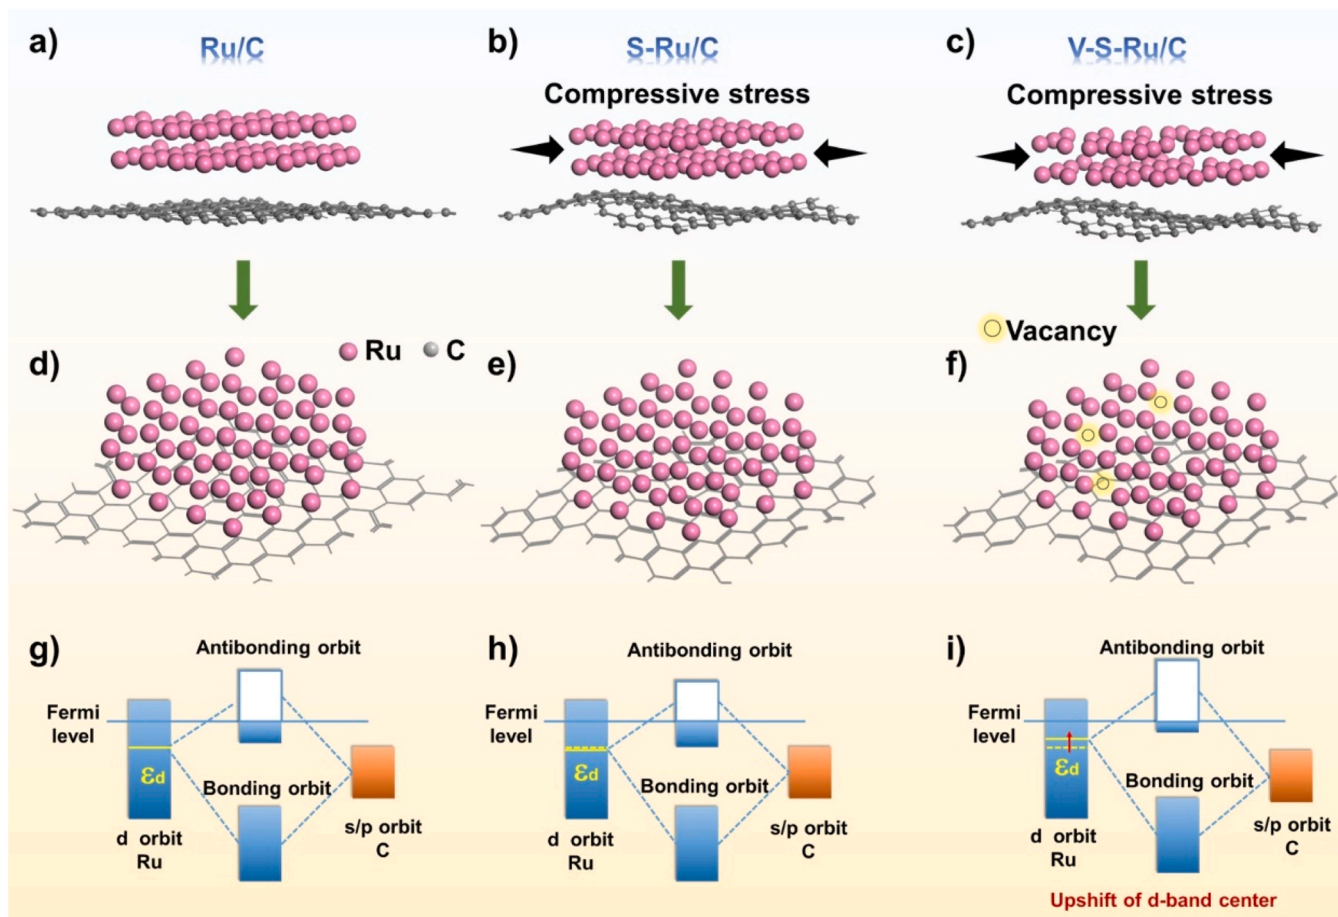 a)
Ru/C
b)
S-Ru/C
Compressive stress
c)
V-S-Ru/C
Compressive stress
d)
Ru
C
e)
f)
Vacancy
g)
Antibonding orbit
Fermi
level
εd
Bonding orbit
d orbit
Ru
s/p orbit
C
h)
Antibonding orbit
Fermi
level
εd
Bonding orbit
d orbit
Ru
s/p orbit
C
i)
Antibonding orbit
Fermi
level
εd
Bonding orbit
d orbit
Ru
s/p orbit
C
Upshift of d-band center